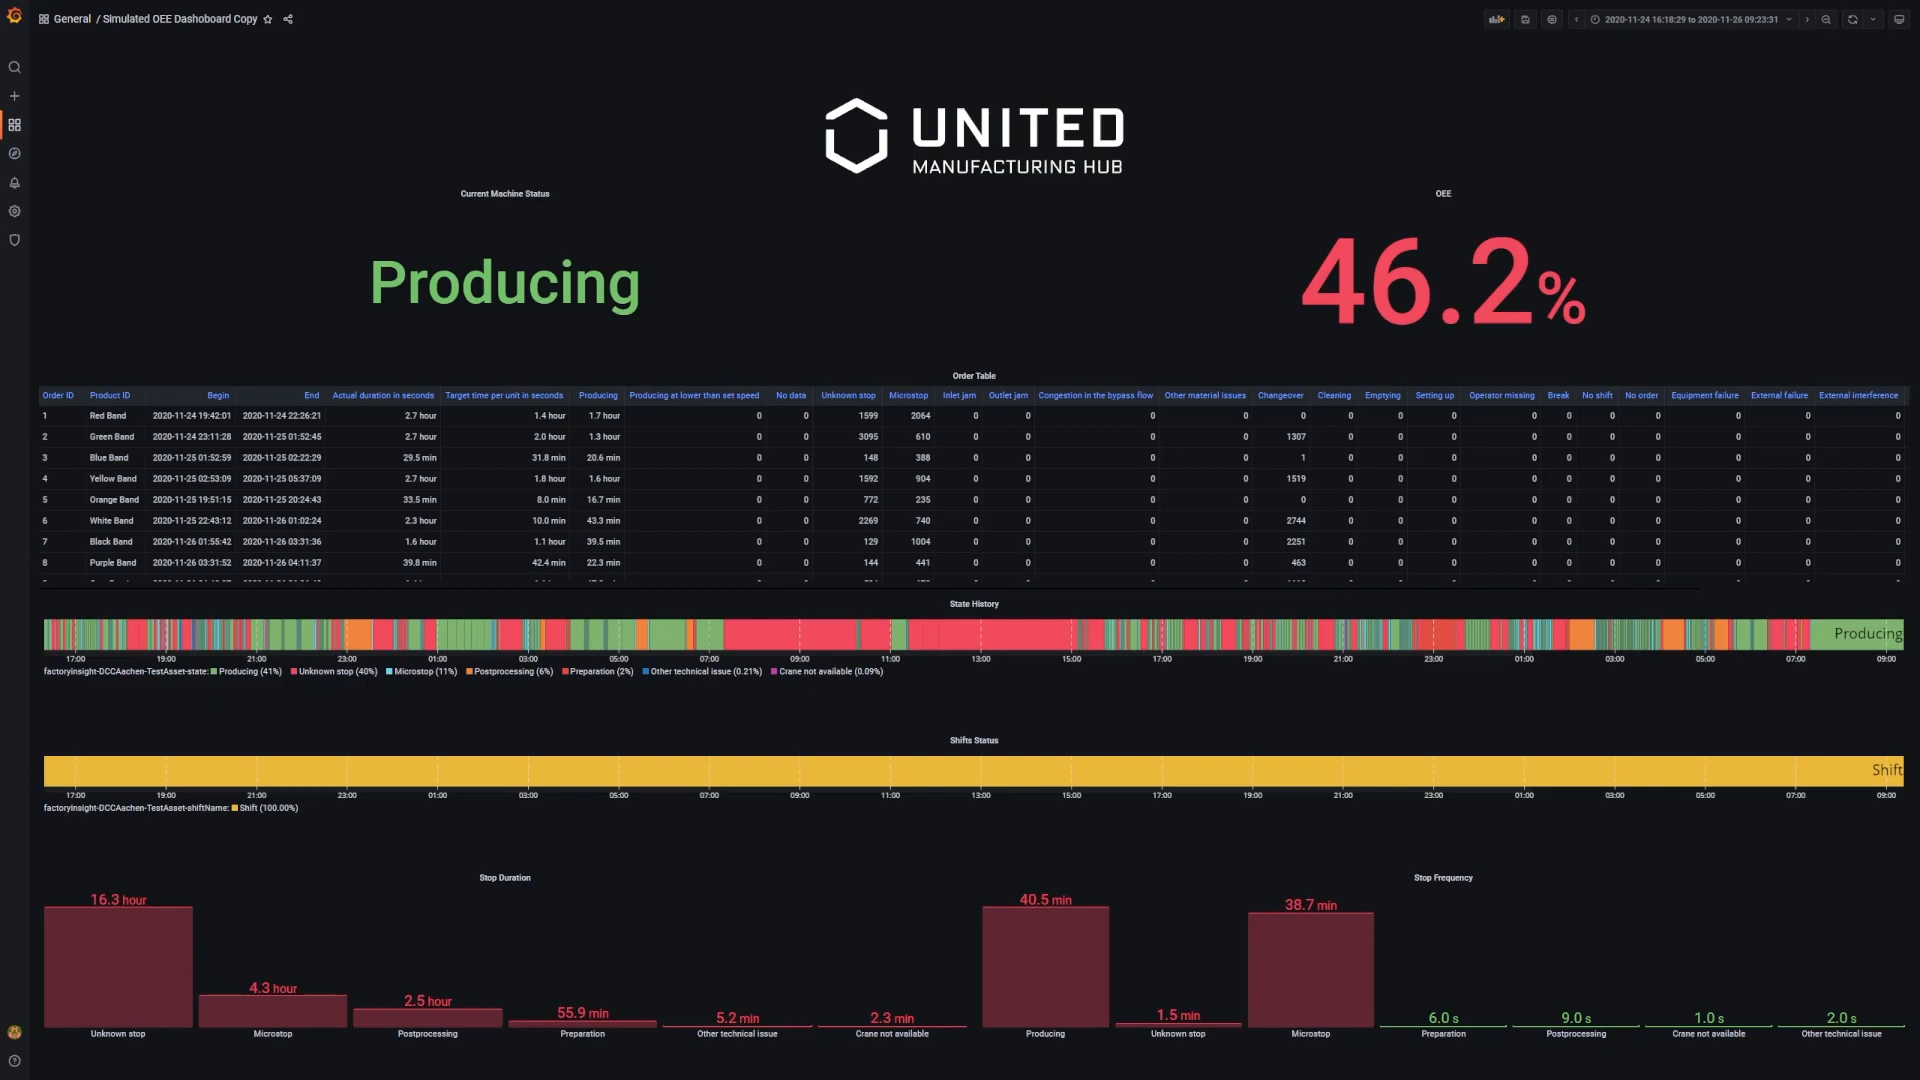 General / Simulated OEE Dashoboard Copy
2020-11-24 16:18:29 to 2020-11-26 09:23:31
UNITED
MANUFACTURING HUB
Current Machine Status
OEE
Producing
46.2%
Order Table
Order ID Product ID Begin End Actual duration in seconds Target time per unit in seconds Producing Producing at lower than set speed No data Unknown stop Microstop Inlet jam Outlet jam Congestion in the bypass flow Other material issues Changeover Cleaning Emptying Setting up Operator missing Break No shift No order Equipment failure External failure External interference
1 Red Band 2020-11-24 19:42:01 2020-11-24 22:26:21 2.7 hour 1.4 hour 1.7 hour 0 0 1599 2064 0 0 0 0 0 0 0 0 0 0 0 0 0 0 0
2 Green Band 2020-11-24 23:11:28 2020-11-25 01:52:45 2.7 hour 2.0 hour 1.3 hour 0 0 3095 610 0 0 0 0 1307 0 0 0 0 0 0 0 0 0 0
3 Blue Band 2020-11-25 01:52:59 2020-11-25 02:22:29 29.5 min 31.8 min 20.6 min 0 0 148 388 0 0 0 0 1 0 0 0 0 0 0 0 0 0 0
4 Yellow Band 2020-11-25 02:53:09 2020-11-25 05:37:09 2.7 hour 1.8 hour 1.6 hour 0 0 1592 904 0 0 0 0 1519 0 0 0 0 0 0 0 0 0 0
5 Orange Band 2020-11-25 19:51:15 2020-11-25 20:24:43 33.5 min 8.0 min 16.7 min 0 0 772 235 0 0 0 0 0 0 0 0 0 0 0 0 0 0 0
6 White Band 2020-11-25 22:43:12 2020-11-26 01:02:24 2.3 hour 10.0 min 43.3 min 0 0 2269 740 0 0 0 0 2744 0 0 0 0 0 0 0 0 0 0
7 Black Band 2020-11-26 01:55:42 2020-11-26 03:31:36 1.6 hour 1.1 hour 39.5 min 0 0 129 1004 0 0 0 0 2251 0 0 0 0 0 0 0 0 0 0
8 Purple Band 2020-11-26 03:31:52 2020-11-26 04:11:37 39.8 min 42.4 min 22.3 min 0 0 144 441 0 0 0 0 463 0 0 0 0 0 0 0 0 0 0
State History
Producing
17:00 19:00 21:00 23:00 01:00 03:00 05:00 07:00 09:00 11:00 13:00 15:00 17:00 19:00 21:00 23:00 01:00 03:00 05:00 07:00 09:00
factoryinsight-DCCAachen-TestAsset-state: Producing (41%) Unknown stop (40%) Microstop (11%) Postprocessing (6%) Preparation (2%) Other technical issue (0.21%) Crane not available (0.09%)
Shifts Status
Shift
17:00 19:00 21:00 23:00 01:00 03:00 05:00 07:00 09:00 11:00 13:00 15:00 17:00 19:00 21:00 23:00 01:00 03:00 05:00 07:00 09:00
factoryinsight-DCCAachen-TestAsset-shiftName: Shift (100.00%)
Stop Duration
16.3 hour 4.3 hour 2.5 hour 55.9 min 5.2 min 2.3 min
Unknown stop Microstop Postprocessing Preparation Other technical issue Crane not available
Stop Frequency
40.5 min 1.5 min 38.7 min 6.0 s 9.0 s 1.0 s 2.0 s
Producing Unknown stop Microstop Preparation Postprocessing Crane not available Other technical issue